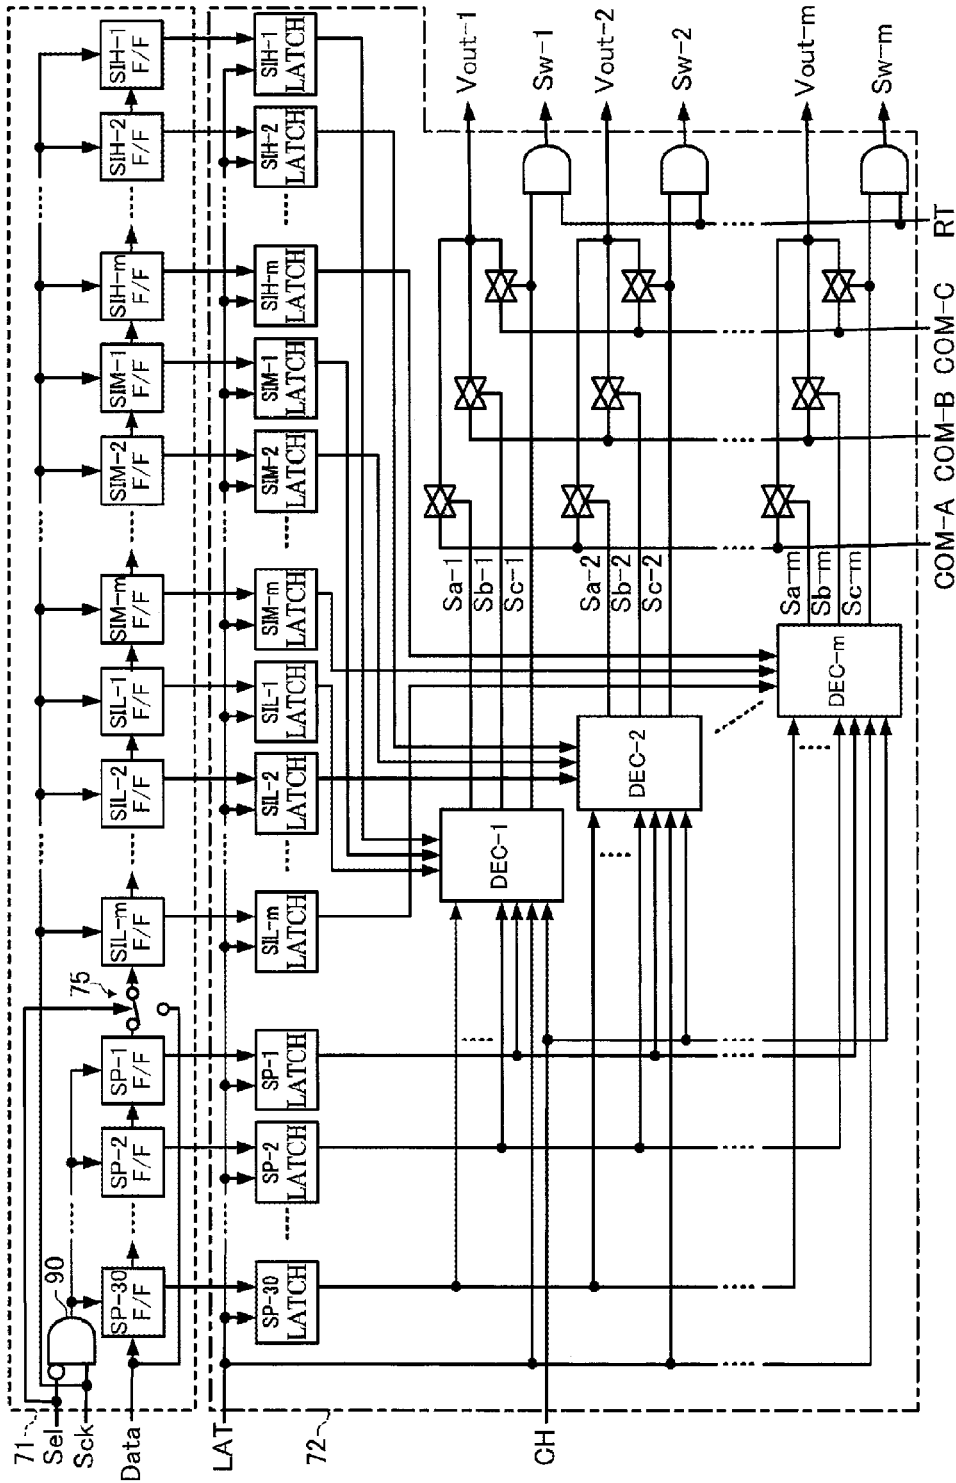 71
Sel
Sck
Data
90
75
SP-30
F/F
SP-2
F/F
SP-1
F/F
SIL-m
F/F
SIL-2
F/F
SIL-1
F/F
SIM-m
F/F
SIM-2
F/F
SIM-1
F/F
SIH-m
F/F
SIH-2
F/F
SIH-1
F/F
LAT
72
CH
SP-30
LATCH
SP-2
LATCH
SP-1
LATCH
SIL-m
LATCH
SIL-2
LATCH
SIL-1
LATCH
SIM-m
LATCH
SIM-2
LATCH
SIM-1
LATCH
SIH-m
LATCH
SIH-2
LATCH
SIH-1
LATCH
DEC-1
Sa-1
Sb-1
Sc-1
Vout-1
Sw-1
DEC-2
Sa-2
Sb-2
Sc-2
Vout-2
Sw-2
DEC-m
Sa-m
Sb-m
Sc-m
Vout-m
Sw-m
COM-A
COM-B
COM-C
RT